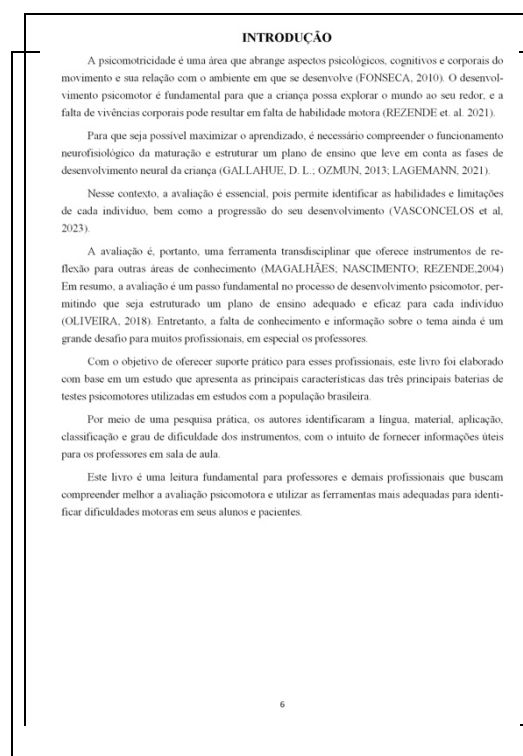 INTRODUÇÃO
A psicomotricidade é uma área que abrange aspectos psicológicos, cognitivos e corporais do
movimento e sua relação com o ambiente em que se desenvolve (FONSECA, 2010). O desenvol-
vimento psicomotor é fundamental para que a criança possa explorar o mundo ao seu redor, e a
falta de vivências corporais pode resultar em falta de habilidade motora (REZENDE et. al. 2021).
Para que seja possível maximizar o aprendizado, é necessário compreender o funcionamento
neurofisiológico da maturação e estruturar um plano de ensino que leve em conta as fases de
desenvolvimento neural da criança (GALLAHUE, D. L.; OZMUN, 2013; LAGEMANN, 2021).
Nesse contexto, a avaliação é essencial, pois permite identificar as habilidades e limitações
de cada indivíduo, bem como a progressão do seu desenvolvimento (VASCONCELOS et al,
2023).
A avaliação é, portanto, uma ferramenta transdisciplinar que oferece instrumentos de re-
flexão para outras áreas de conhecimento (MAGALHÃES; NASCIMENTO; REZENDE,2004)
Em resumo, a avaliação é um passo fundamental no processo de desenvolvimento psicomotor, per-
mitindo que seja estruturado um plano de ensino adequado e eficaz para cada indivíduo
(OLIVEIRA, 2018). Entretanto, a falta de conhecimento e informação sobre o tema ainda é um
grande desafio para muitos profissionais, em especial os professores.
Com o objetivo de oferecer suporte prático para esses profissionais, este livro foi elaborado
com base em um estudo que apresenta as principais características das três principais baterias de
testes psicomotores utilizadas em estudos com a população brasileira.
Por meio de uma pesquisa prática, os autores identificaram a língua, material, aplicação,
classificação e grau de dificuldade dos instrumentos, com o intuito de fornecer informações úteis
para os professores em sala de aula.
Este livro é uma leitura fundamental para professores e demais profissionais que buscam
compreender melhor a avaliação psicomotora e utilizar as ferramentas mais adequadas para identi-
ficar dificuldades motoras em seus alunos e pacientes.
6